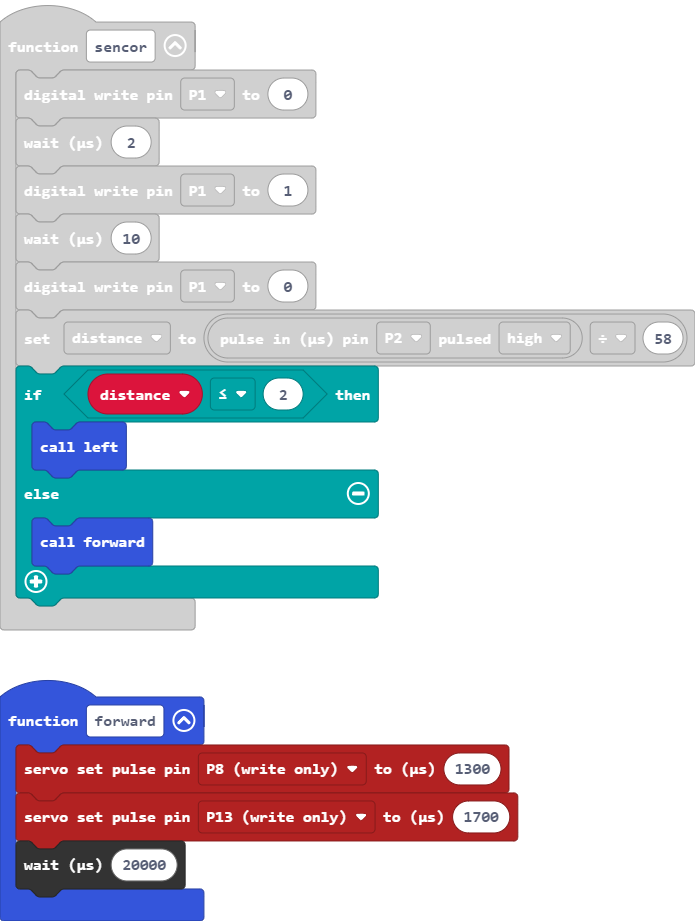 function sencor
digital write pin P1 to 0
wait (µs) 2
digital write pin P1 to 1
wait (µs) 10
digital write pin P1 to 0
set distance to pulse in (µs) pin P2 pulsed high ÷ 58
if distance ≤ 2 then
call left
else
call forward
function forward
servo set pulse pin P8 (write only) to (µs) 1300
servo set pulse pin P13 (write only) to (µs) 1700
wait (µs) 20000